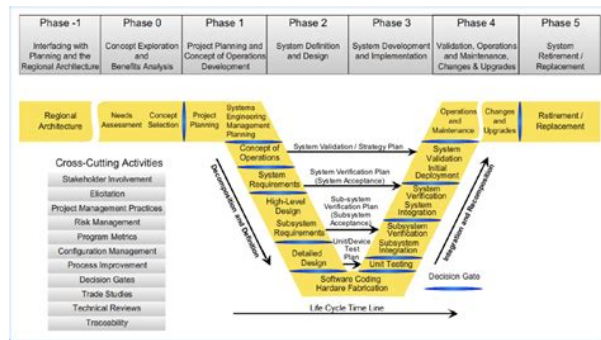 Phase -1
Interfacing with
Planning and the
Regional Architecture
Phase 0
Concept Exploration
and
Benefits Analysis
Phase 1
Project Planning and
Concept of Operations
Development
Phase 2
System Definition
and Design
Phase 3
System Development
and Implementation
Phase 4
Validation, Operations
and Maintenance,
Changes & Upgrades
Phase 5
System
Retirement /
Replacement
Regional
Architecture
Needs
Assessment
Concept
Selection
Project
Planning
Systems
Engineering
Management
Planning
Operations
and
Maintenance
Changes
and
Upgrades
Retirement /
Replacement
Concept of
Operations
System Validation / Strategy Plan
System
Validation
Initial
Deployment
System
Requirements
System Verification Plan
(System Acceptance)
System
Verification
System
Integration
High-Level
Design
Subsystem
Requirements
Sub-system
Verification Plan
(Subsystem
Acceptance)
Subsystem
Verification
Subsystem
Integration
Detailed
Design
Unit/Device
Test
Plan
Unit Testing
Software Coding
Hardare Fabrication
Decomposition and Definition
Integration and Recomposition
Decision Gate
Life Cycle Time Line
Cross-Cutting Activities
Stakeholder Involvement
Elicitation
Project Management Practices
Risk Management
Program Metrics
Configuration Management
Process Improvement
Decision Gates
Trade Studies
Technical Reviews
Traceability